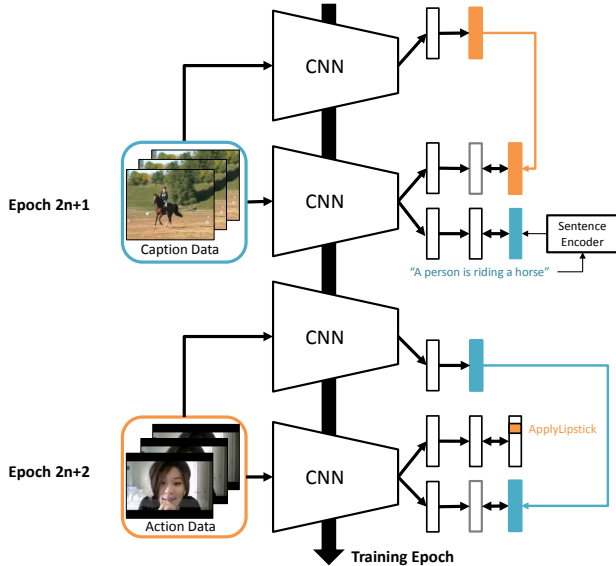 CNN
CNN
Epoch 2n+1
Caption Data
Sentence
Encoder
“A person is riding a horse”
CNN
ApplyLipstick
Epoch 2n+2
CNN
Action Data
Training Epoch